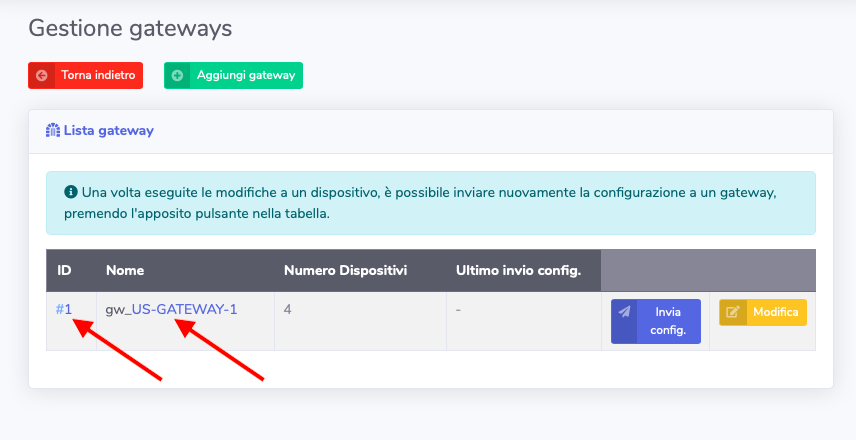 Gestione gateways
Torna indietro
Aggiungi gateway
Lista gateway
Una volta eseguite le modifiche a un dispositivo, è possibile inviare nuovamente la configurazione a un gateway,
premendo l'apposito pulsante nella tabella.
ID Nome Numero Dispositivi Ultimo invio config.
#1 gw_US-GATEWAY-1 4 - Invia Modifica
config.